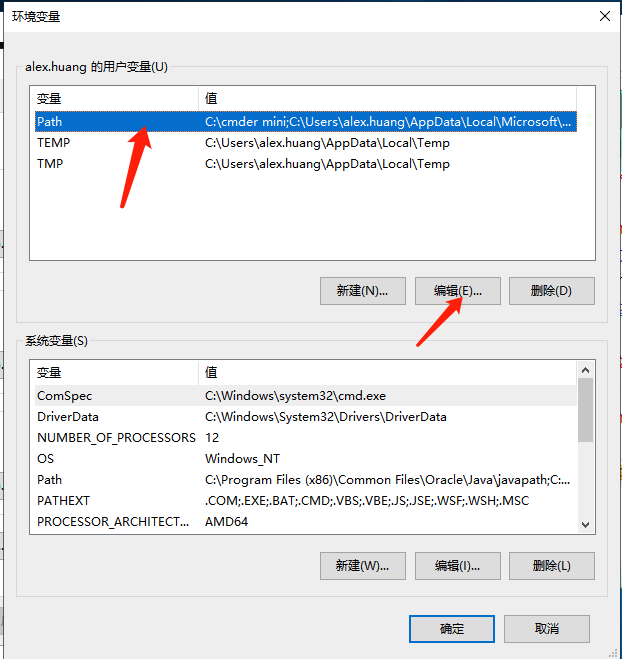 环境变量
alex.huang 的用户变量(U)
变量 值
Path C:\cmder mini;C:\Users\alex.huang\AppData\Local\Microsoft\...
TEMP C:\Users\alex.huang\AppData\Local\Temp
TMP C:\Users\alex.huang\AppData\Local\Temp
新建(N)... 编辑(E)... 删除(D)
系统变量(S)
变量 值
ComSpec C:\Windows\system32\cmd.exe
DriverData C:\Windows\System32\Drivers\DriverData
NUMBER_OF_PROCESSORS 12
OS Windows_NT
Path C:\Program Files (x86)\Common Files\Oracle\Java\javapath;C:...
PATHEXT .COM;.EXE;.BAT;.CMD;.VBS;.VBE;.JS;.JSE;.WSF;.WSH;.MSC
PROCESSOR_ARCHITECT... AMD64
新建(W)... 编辑(I)... 删除(L)
确定 取消